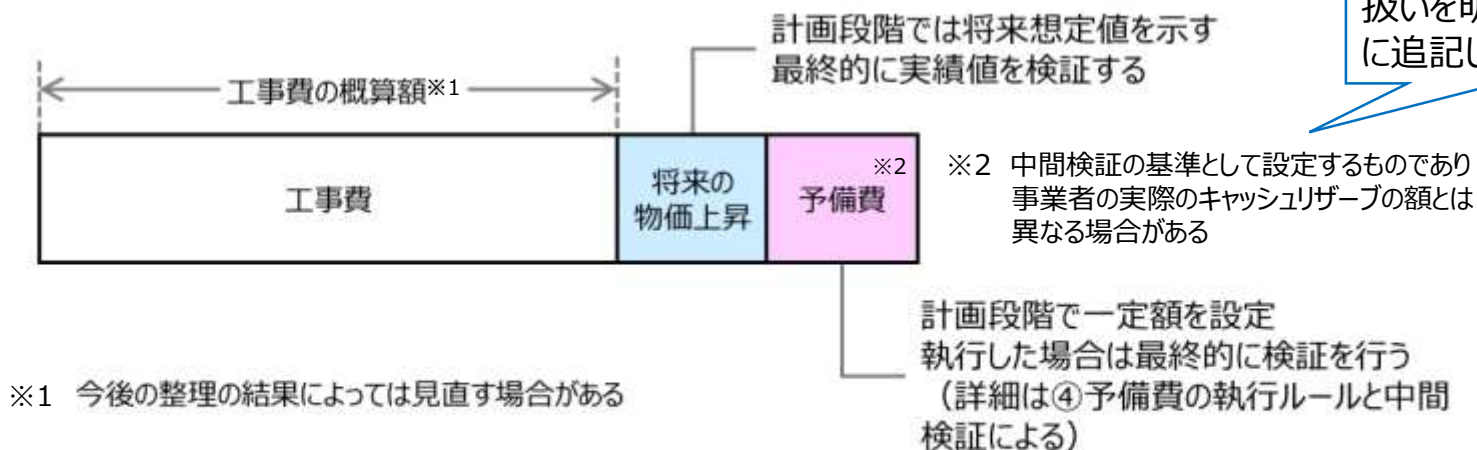 計画段階では将来想定値を示す
最終的に実績値を検証する
扱いを
に追記し
工事費の概算額※1
工事費
将来の
物価上昇
※2
予備費
※2 中間検証の基準として設定するものであり
事業者の実際のキャッシュリザーブの額とは
異なる場合がある
計画段階で一定額を設定
執行した場合は最終的に検証を行う
(詳細は④予備費の執行ルールと中間
検証による)
※1 今後の整理の結果によっては見直す場合がある